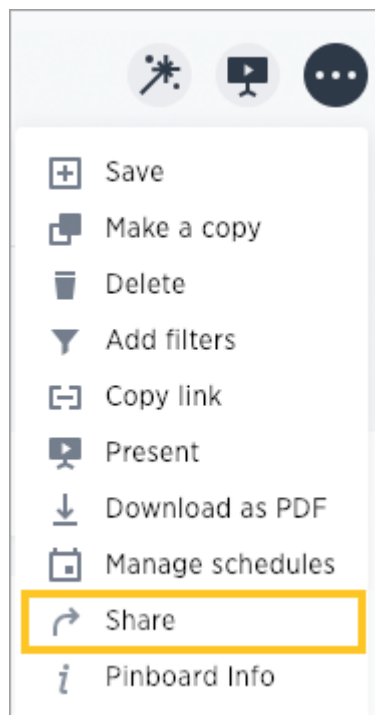 Save
Make a copy
Delete
Add filters
Copy link
Present
Download as PDF
Manage schedules
Share
Pinboard Info